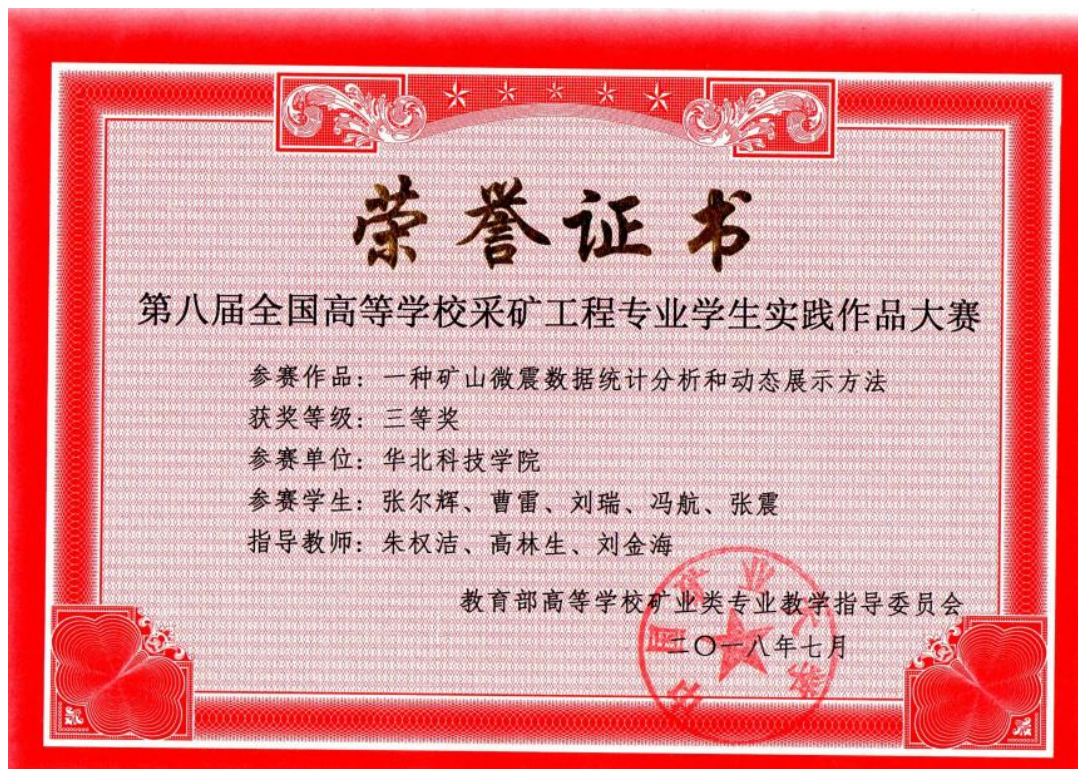 荣誉证书
第八届全国高等学校采矿工程专业学生实践作品大赛
参赛作品：一种矿山微震数据统计分析和动态展示方法
获奖等级：三等奖
参赛单位：华北科技学院
参赛学生：张尔辉、曹雷、刘瑞、冯航、张震
指导教师：朱权洁、高林生、刘金海
教育部高等学校矿业类专业教学指导委员会
二〇一八年七月
中国矿业大学